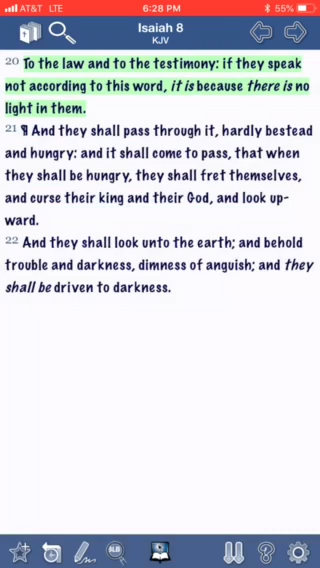 AT&T LTE 6:28 PM 55%
Isaiah 8
KJV
20 To the law and to the testimony: if they speak
not according to this word, it is because there is no
light in them.
21 ¶ And they shall pass through it, hardly bestead
and hungry: and it shall come to pass, that when
they shall be hungry, they shall fret themselves,
and curse their king and their God, and look up-
ward.
22 And they shall look unto the earth; and behold
trouble and darkness, dimness of anguish; and they
shall be driven to darkness.
BLB